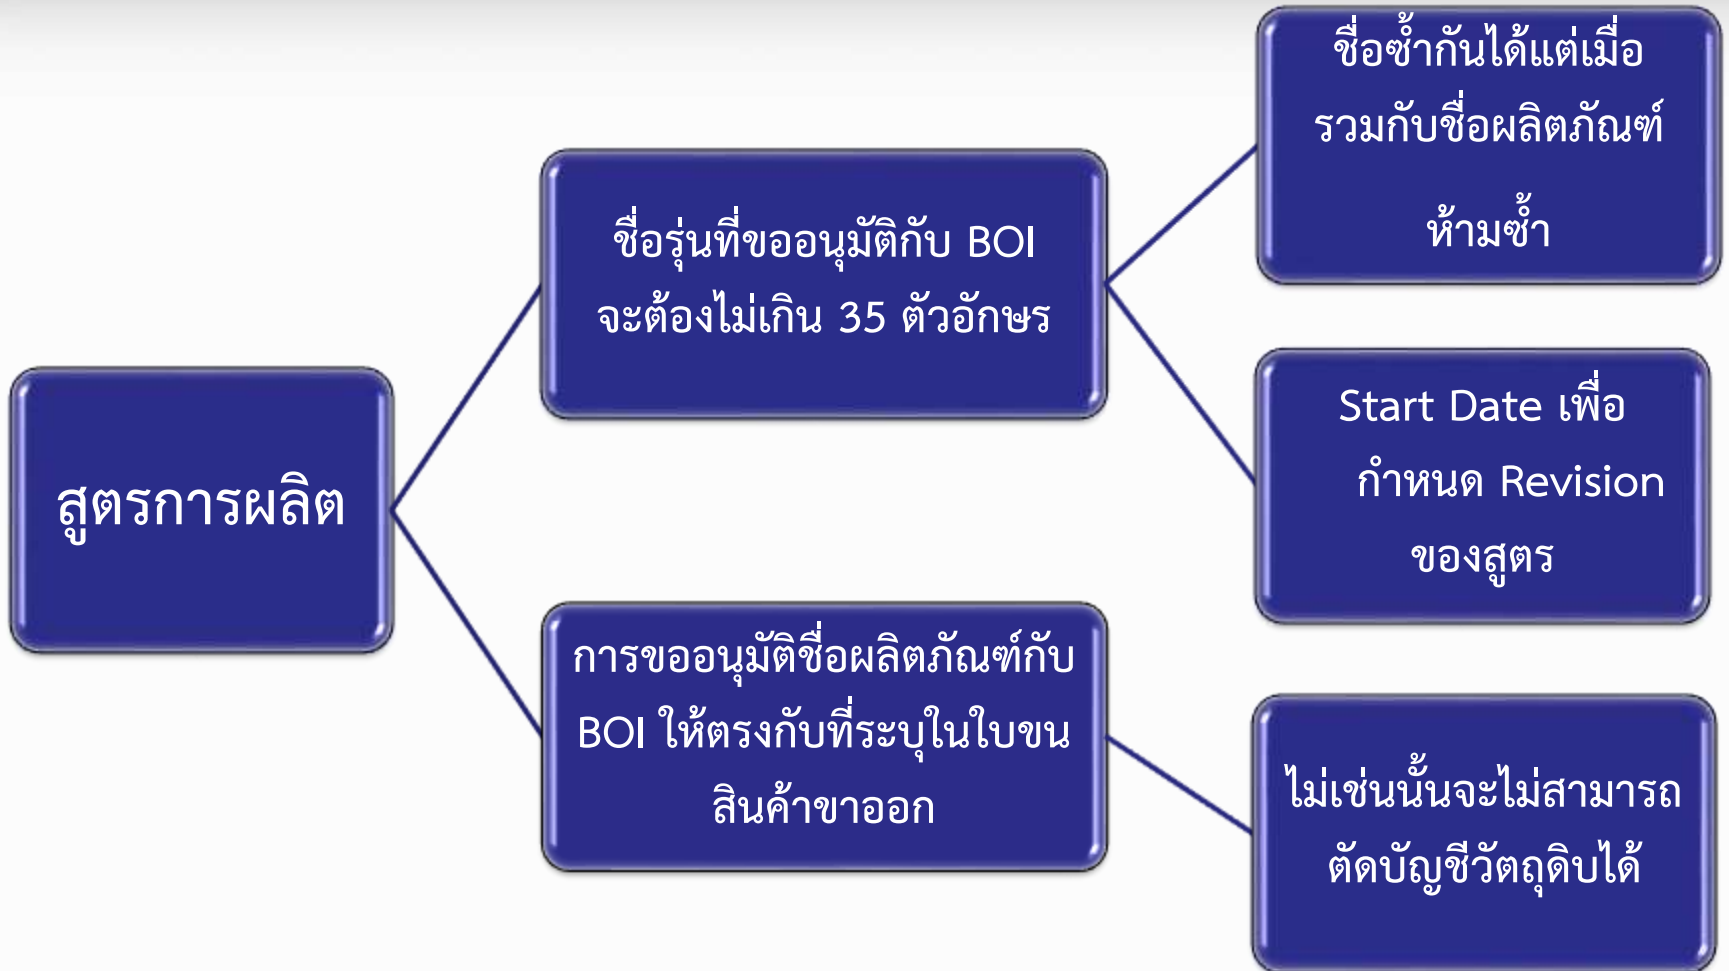 สูตรการผลิต
ชื่อรุ่นที่ขออนุมัติกับ BOI
จะต้องไม่เกิน 35 ตัวอักษร
ชื่อซ้ำกันได้แต่เมื่อ
รวมกับชื่อผลิตภัณฑ์
ห้ามซ้ำ
Start Date เพื่อ
กำหนด Revision
ของสูตร
การขออนุมัติชื่อผลิตภัณฑ์กับ
BOI ให้ตรงกับที่ระบุในใบขน
สินค้าขาออก
ไม่เช่นนั้นจะไม่สามารถ
ตัดบัญชีวัตถุดิบได้